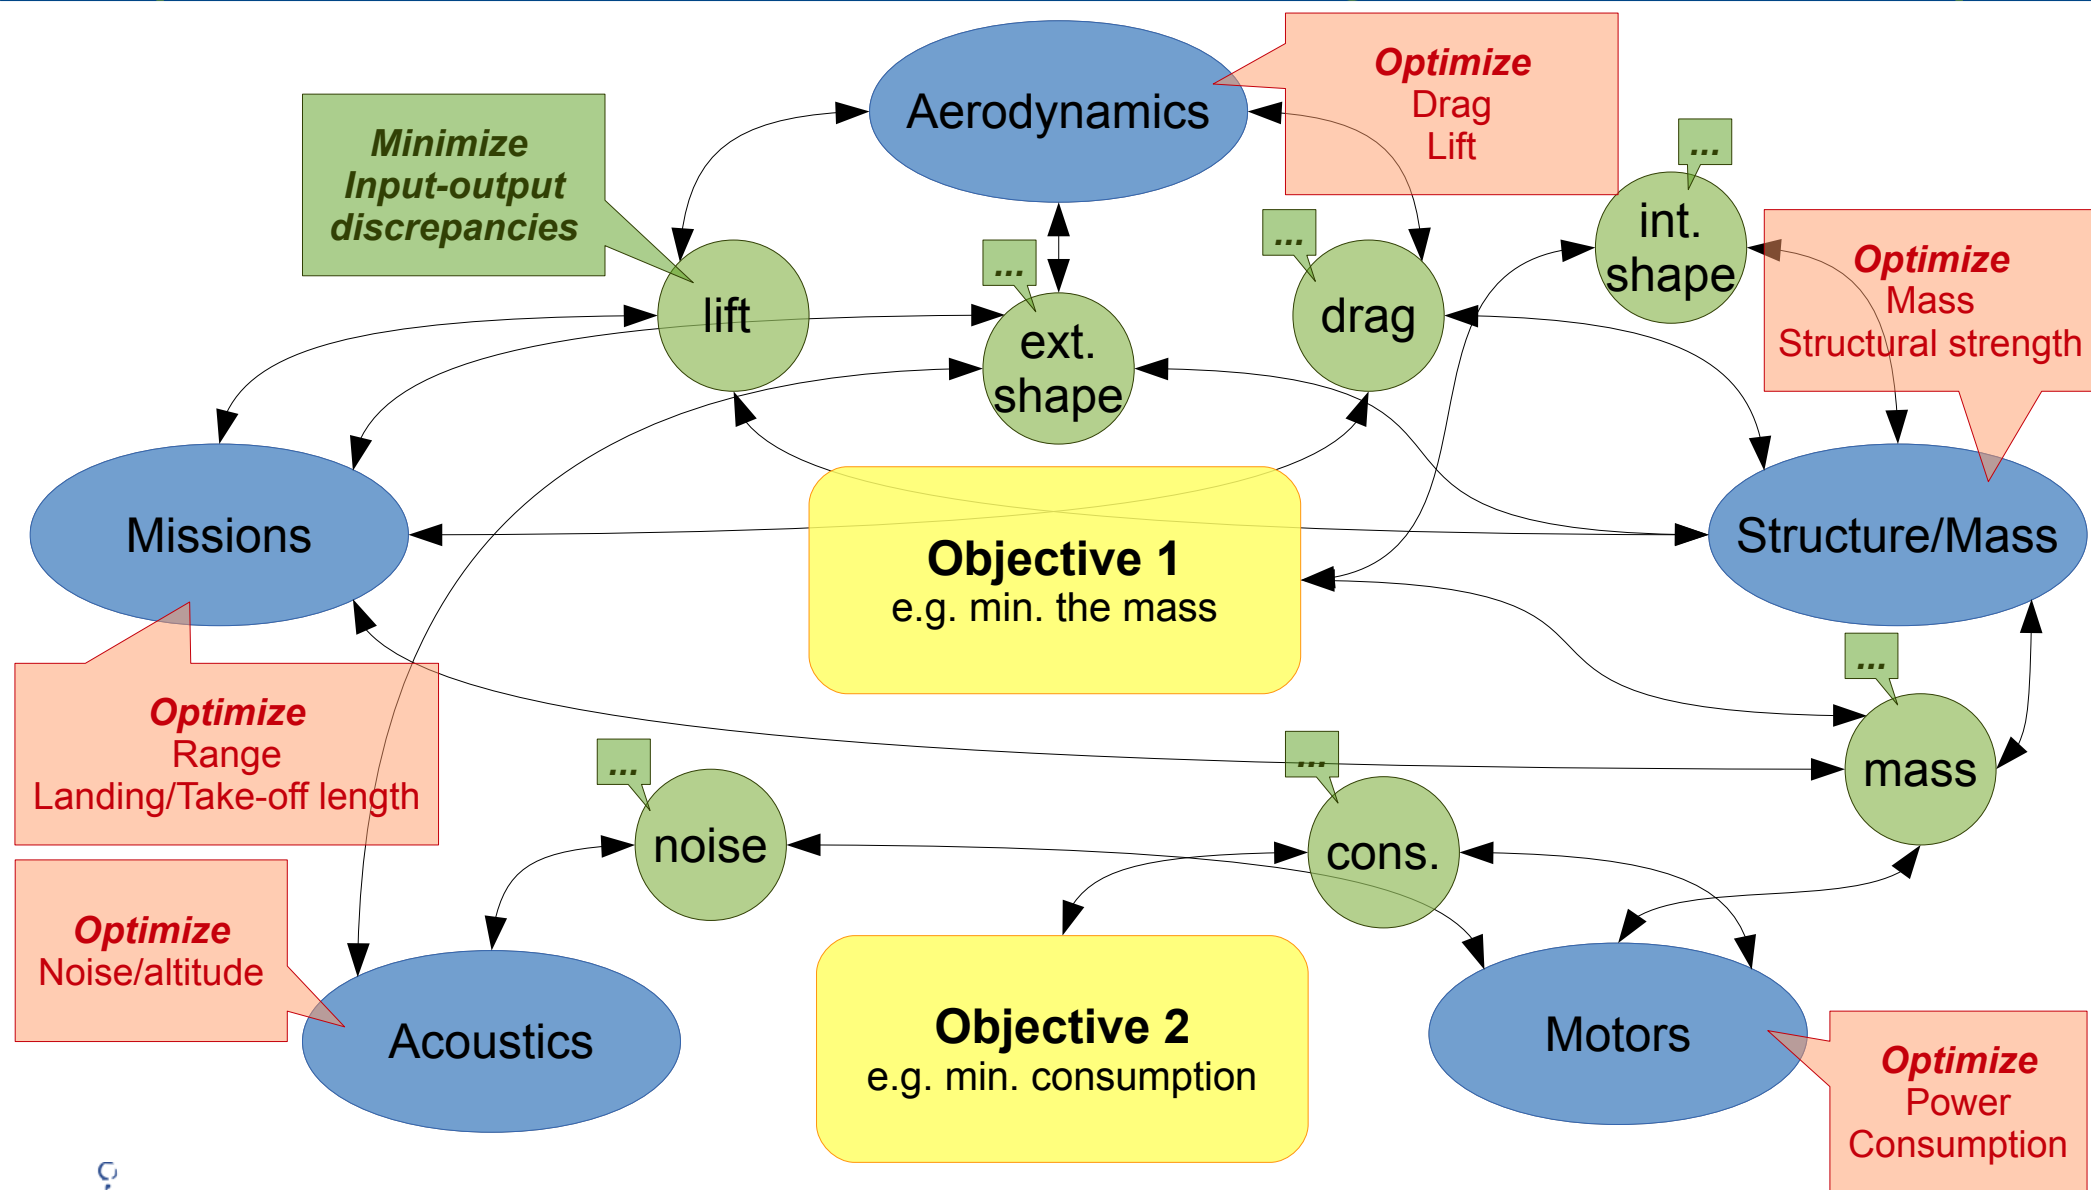 Aerodynamics
Optimize
Drag
Lift
Minimize
Input-output
discrepancies
...
int.
shape
...
...
Optimize
Mass
Structural strength
lift
ext.
shape
drag
Missions
Objective 1
e.g. min. the mass
Structure/Mass
...
mass
Optimize
Range
Landing/Take-off length
...
noise
...
cons.
Optimize
Noise/altitude
Acoustics
Objective 2
e.g. min. consumption
Motors
Optimize
Power
Consumption